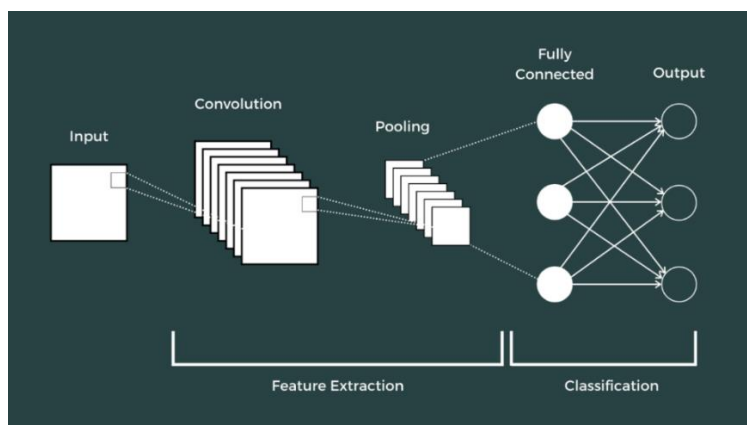 Input
Convolution
Pooling
Fully
Connected
Output
Feature Extraction
Classification